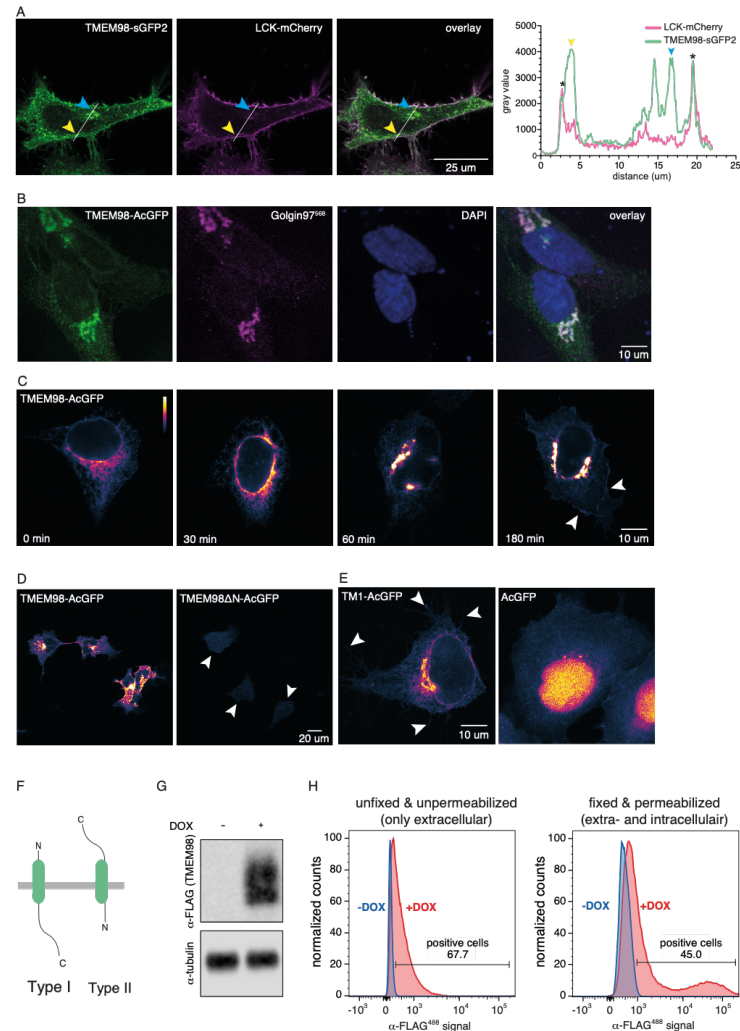 A
TMEM98-sGFP2
LCK-mCherry
overlay
25 um
LCK-mCherry
TMEM98-sGFP2
gray value
5000
4000
3000
2000
1000
0
*
*
0 5 10 15 20 25
distance (um)
B
TMEM98-AcGFP
Golgin97⁵⁶⁸
DAPI
overlay
10 um
C
TMEM98-AcGFP
0 min
30 min
60 min
180 min
10 um
D
TMEM98-AcGFP
TMEM98ΔN-AcGFP
20 um
E
TM1-AcGFP
AcGFP
10 um
F
N
C
C
N
Type I
Type II
G
DOX - +
α-FLAG (TMEM98)
α-tubulin
H
unfixed & unpermeabilized
(only extracellular)
normalized counts
100
80
60
40
20
0
-DOX
+DOX
positive cells
67.7
0 10³ 10⁴ 10⁵
α-FLAG⁴⁸⁸ signal
fixed & permeabilized
(extra- and intracellulair)
normalized counts
100
80
60
40
20
0
-DOX
+DOX
positive cells
45.0
0 10³ 10⁴ 10⁵
α-FLAG⁴⁸⁸ signal